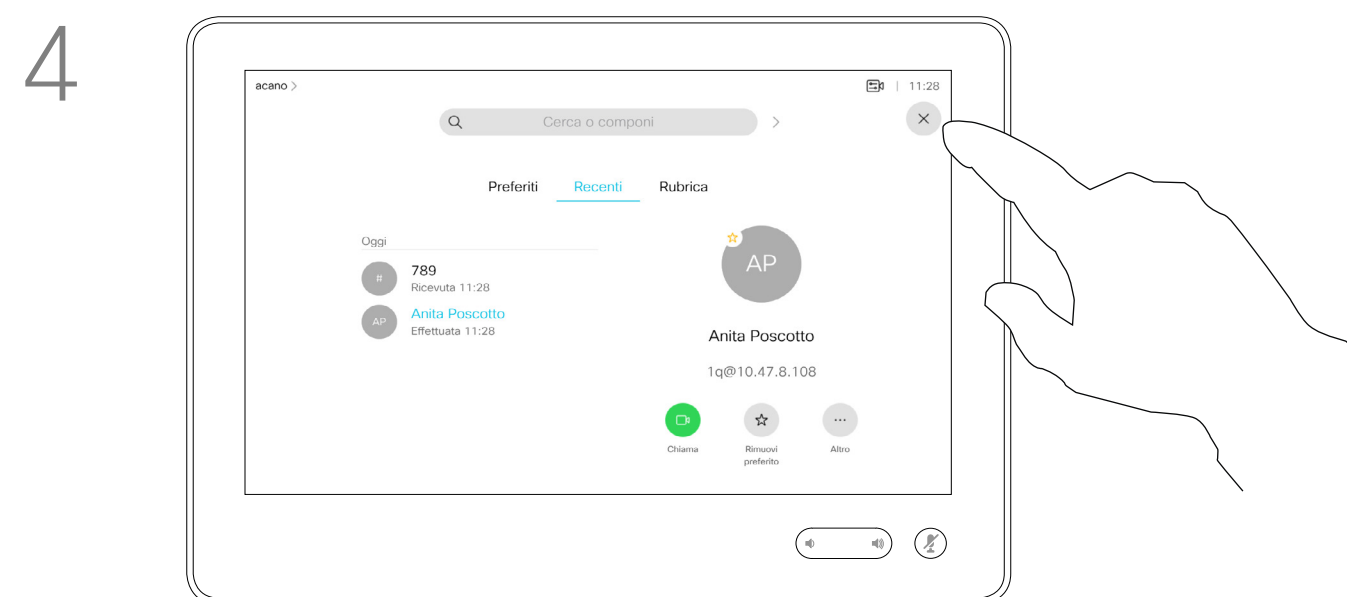 4
acano >
| 11:28
Cerca o componi >
Preferiti Recenti Rubrica
Oggi
#
789
Ricevuta 11:28
AP
Anita Poscotto
Effettuata 11:28
AP
Anita Poscotto
1q@10.47.8.108
Chiama
Rimuovi
preferito
Altro